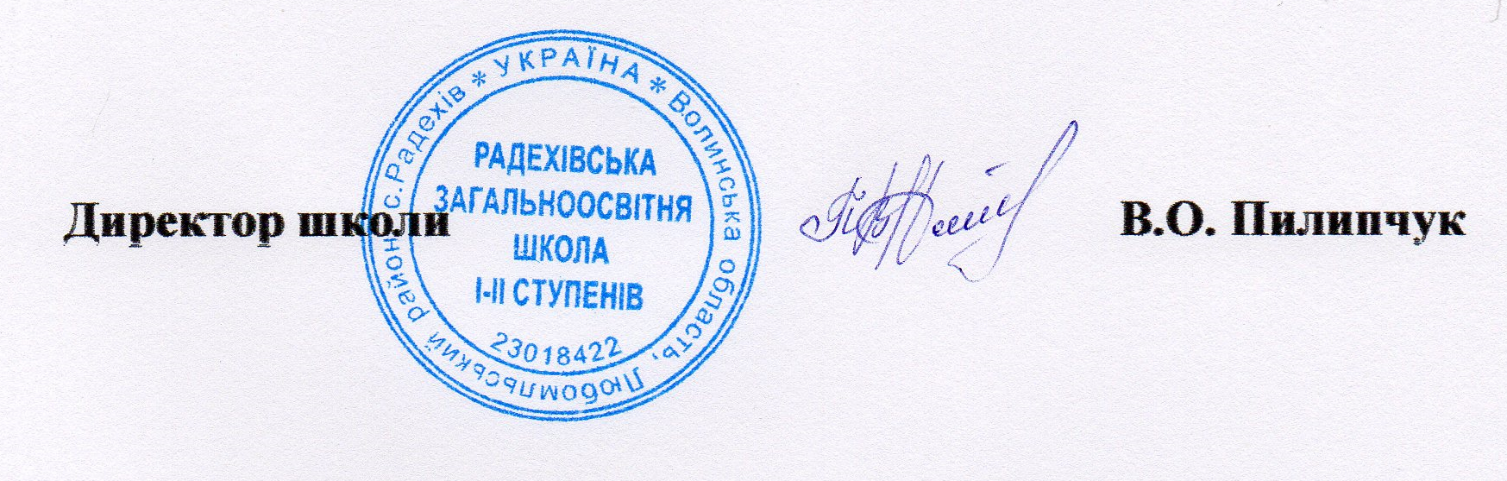 Директор школи
* УКРАЇНА * Волинська область, Любомльський район с.Радехів
РАДЕХІВСЬКА
ЗАГАЛЬНООСВІТНЯ
ШКОЛА
І-ІІ СТУПЕНІВ
23018422
В.О. Пилипчук